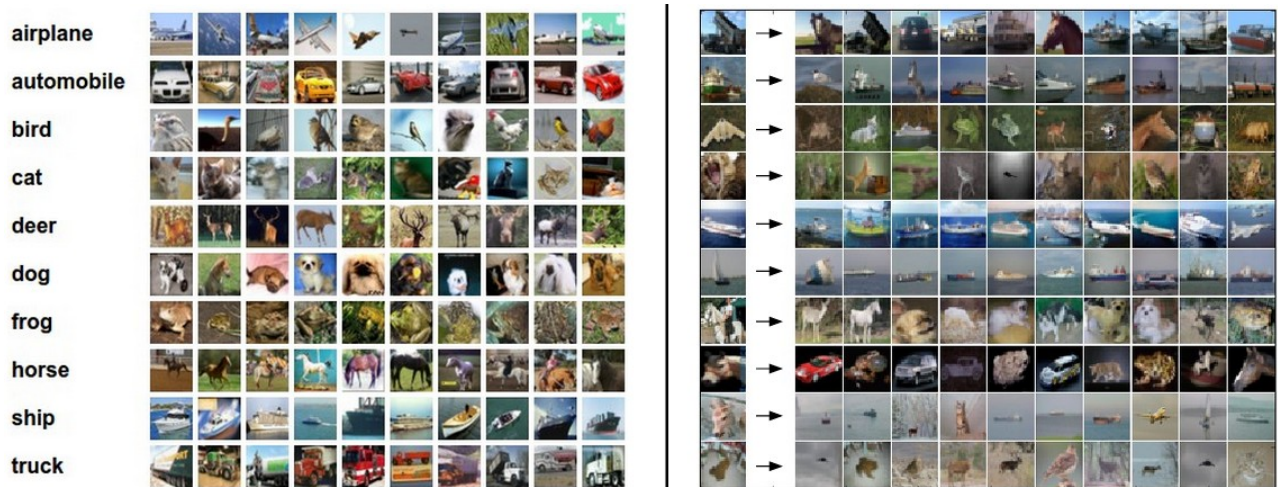 airplane
automobile
bird
cat
deer
dog
frog
horse
ship
truck